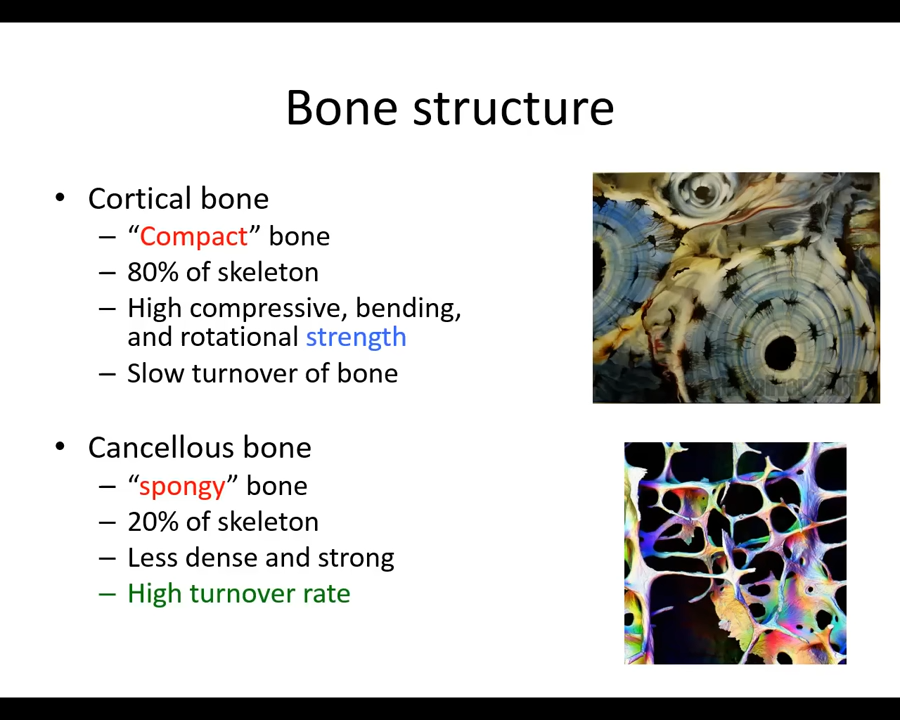 Bone structure
• Cortical bone
– “Compact” bone
– 80% of skeleton
– High compressive, bending,
and rotational strength
– Slow turnover of bone
• Cancellous bone
– “spongy” bone
– 20% of skeleton
– Less dense and strong
– High turnover rate